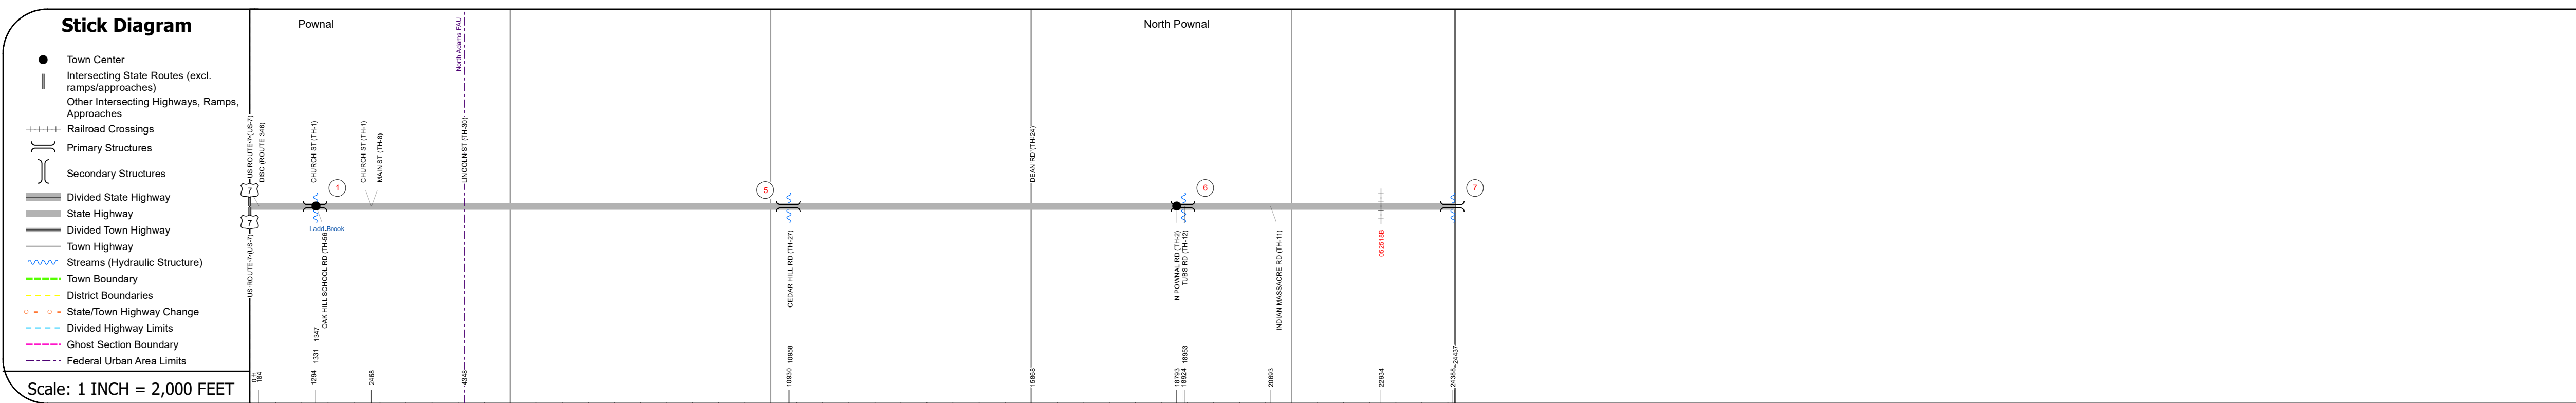 Stick Diagram
Town Center
Intersecting State Routes (excl.
ramps/approaches)
Other Intersecting Highways, Ramps,
Approaches
Railroad Crossings
Primary Structures
Secondary Structures
Divided State Highway
State Highway
Divided Town Highway
Town Highway
Streams (Hydraulic Structure)
Town Boundary
District Boundaries
State/Town Highway Change
Divided Highway Limits
Ghost Section Boundary
Federal Urban Area Limits
Scale: 1 INCH = 2,000 FEET
Pownal
North Pownal
North Adams FAU
US ROUTE-7-(US-7)
DISC (ROUTE 346)
CHURCH ST (TH-1)
CHURCH ST (TH-1)
MAIN ST (TH-8)
LINCOLN ST (TH-30)
DEAN RD (TH-24)
7
7
1
5
6
7
Ladd Brook
US ROUTE-7-(US-7)
OAK HILL SCHOOL RD (TH-56
CEDAR HILL RD (TH-27)
N POWNAL RD (TH-2)
TUBS RD (TH-12)
INDIAN MASSACRE RD (TH-11)
052518B
0 ft
184
1294
1331
1347
2468
4348
10930
10958
15868
18793
18924
18953
20693
22934
24388
24437